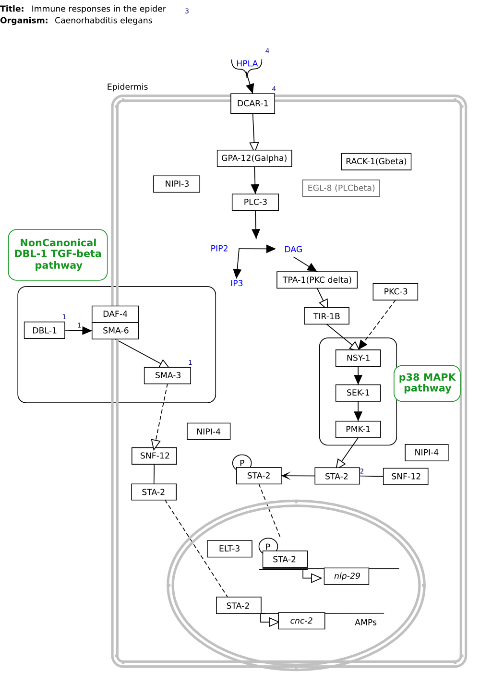 Title: Immune responses in the epider
3
Organism: Caenorhabditis elegans
4
HPLA
Epidermis
4
DCAR-1
GPA-12(Galpha)
RACK-1(Gbeta)
NIPI-3
EGL-8 (PLCbeta)
PLC-3
NonCanonical
DBL-1 TGF-beta
pathway
PIP2
DAG
IP3
TPA-1(PKC delta)
PKC-3
DAF-4
TIR-1B
1
1
DBL-1
SMA-6
NSY-1
1
SMA-3
p38 MAPK
pathway
SEK-1
NIPI-4
PMK-1
SNF-12
NIPI-4
P
STA-2
STA-2
2
SNF-12
STA-2
ELT-3
P
STA-2
nlp-29
STA-2
cnc-2
AMPs